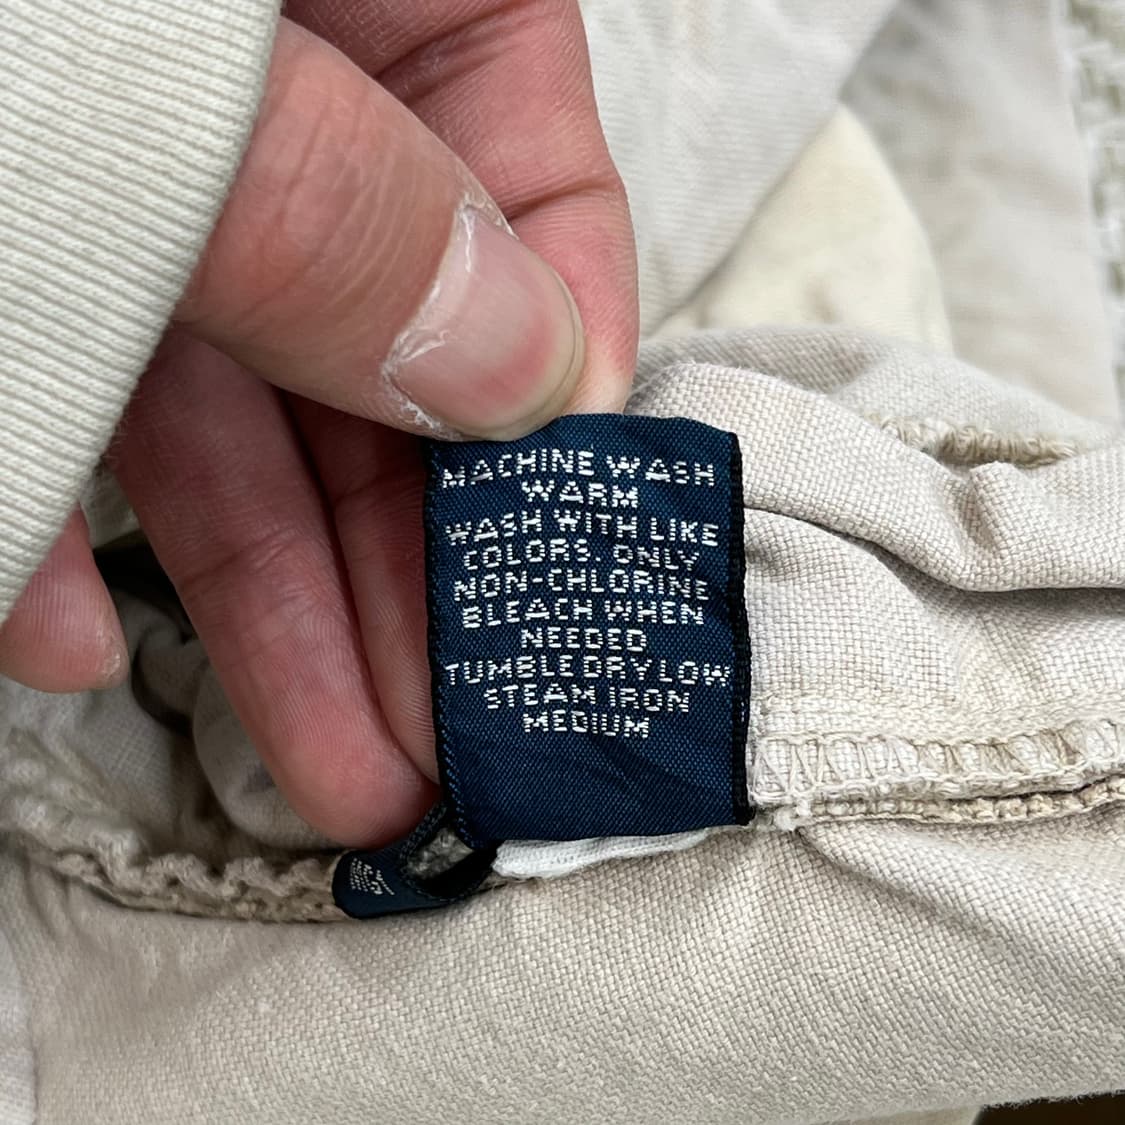 MACHINE WASH
WARM
WASH WITH LIKE
COLORS. ONLY
NON-CHLORINE
BLEACH WHEN
NEEDED
TUMBLE DRY LOW
STEAM IRON
MEDIUM